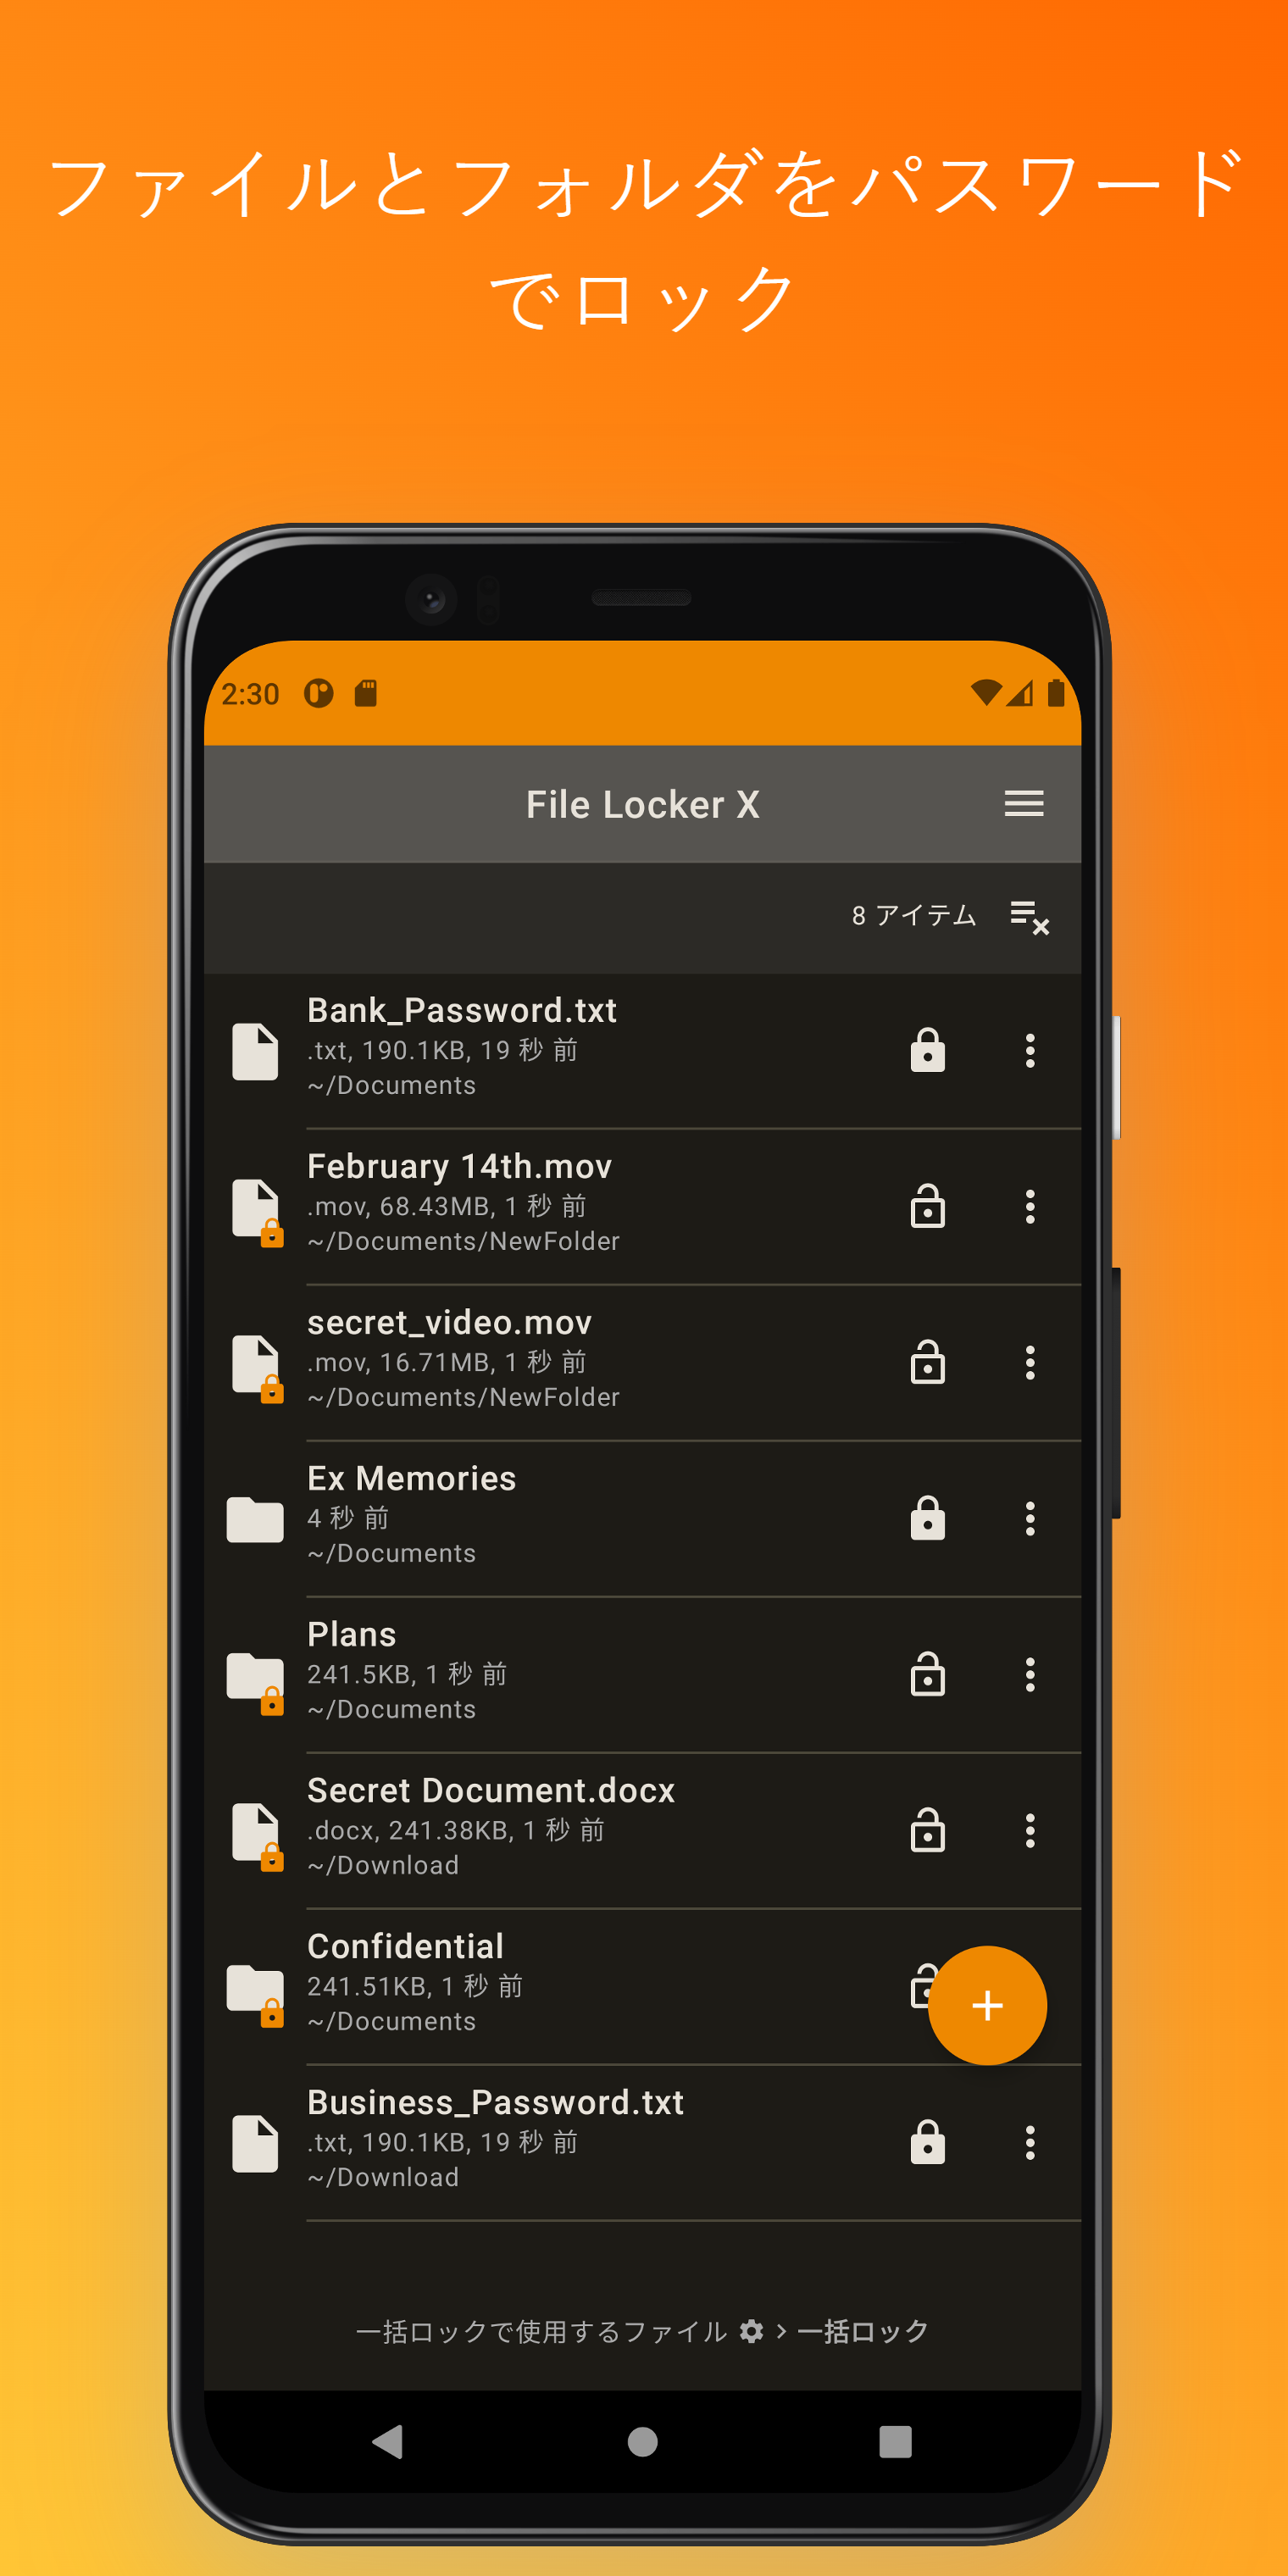 ファイルとフォルダをパスワード
でロック
2:30
File Locker X
8 アイテム
Bank_Password.txt
.txt, 190.1KB, 19 秒 前
~/Documents
February 14th.mov
.mov, 68.43MB, 1 秒 前
~/Documents/NewFolder
secret_video.mov
.mov, 16.71MB, 1 秒 前
~/Documents/NewFolder
Ex Memories
4 秒 前
~/Documents
Plans
241.5KB, 1 秒 前
~/Documents
Secret Document.docx
.docx, 241.38KB, 1 秒 前
~/Download
Confidential
241.51KB, 1 秒 前
~/Documents
Business_Password.txt
.txt, 190.1KB, 19 秒 前
~/Download
一括ロックで使用するファイル > 一括ロック